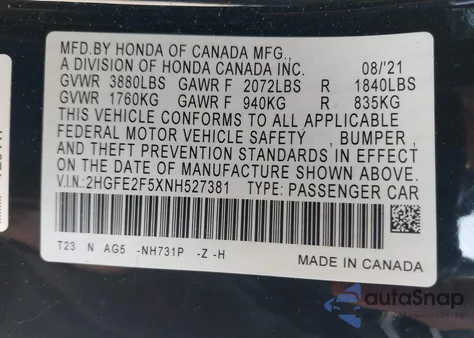 MFD.BY HONDA OF CANADA MFG.,
A DIVISION OF HONDA CANADA INC. 08/'21
GVWR 3880LBS GAWR F 2072LBS R 1840LBS
GVWR 1760KG GAWR F 940KG R 835KG
THIS VEHICLE CONFORMS TO ALL APPLICABLE
FEDERAL MOTOR VEHICLE SAFETY , BUMPER ,
AND THEFT PREVENTION STANDARDS IN EFFECT
ON THE DATE OF MANUFACTURE SHOWN ABOVE.
V.I.N.:2HGFE2F5XNH527381 TYPE: PASSENGER CAR
T23 N AG5 -NH731P -Z -H
MADE IN CANADA
autoSnap